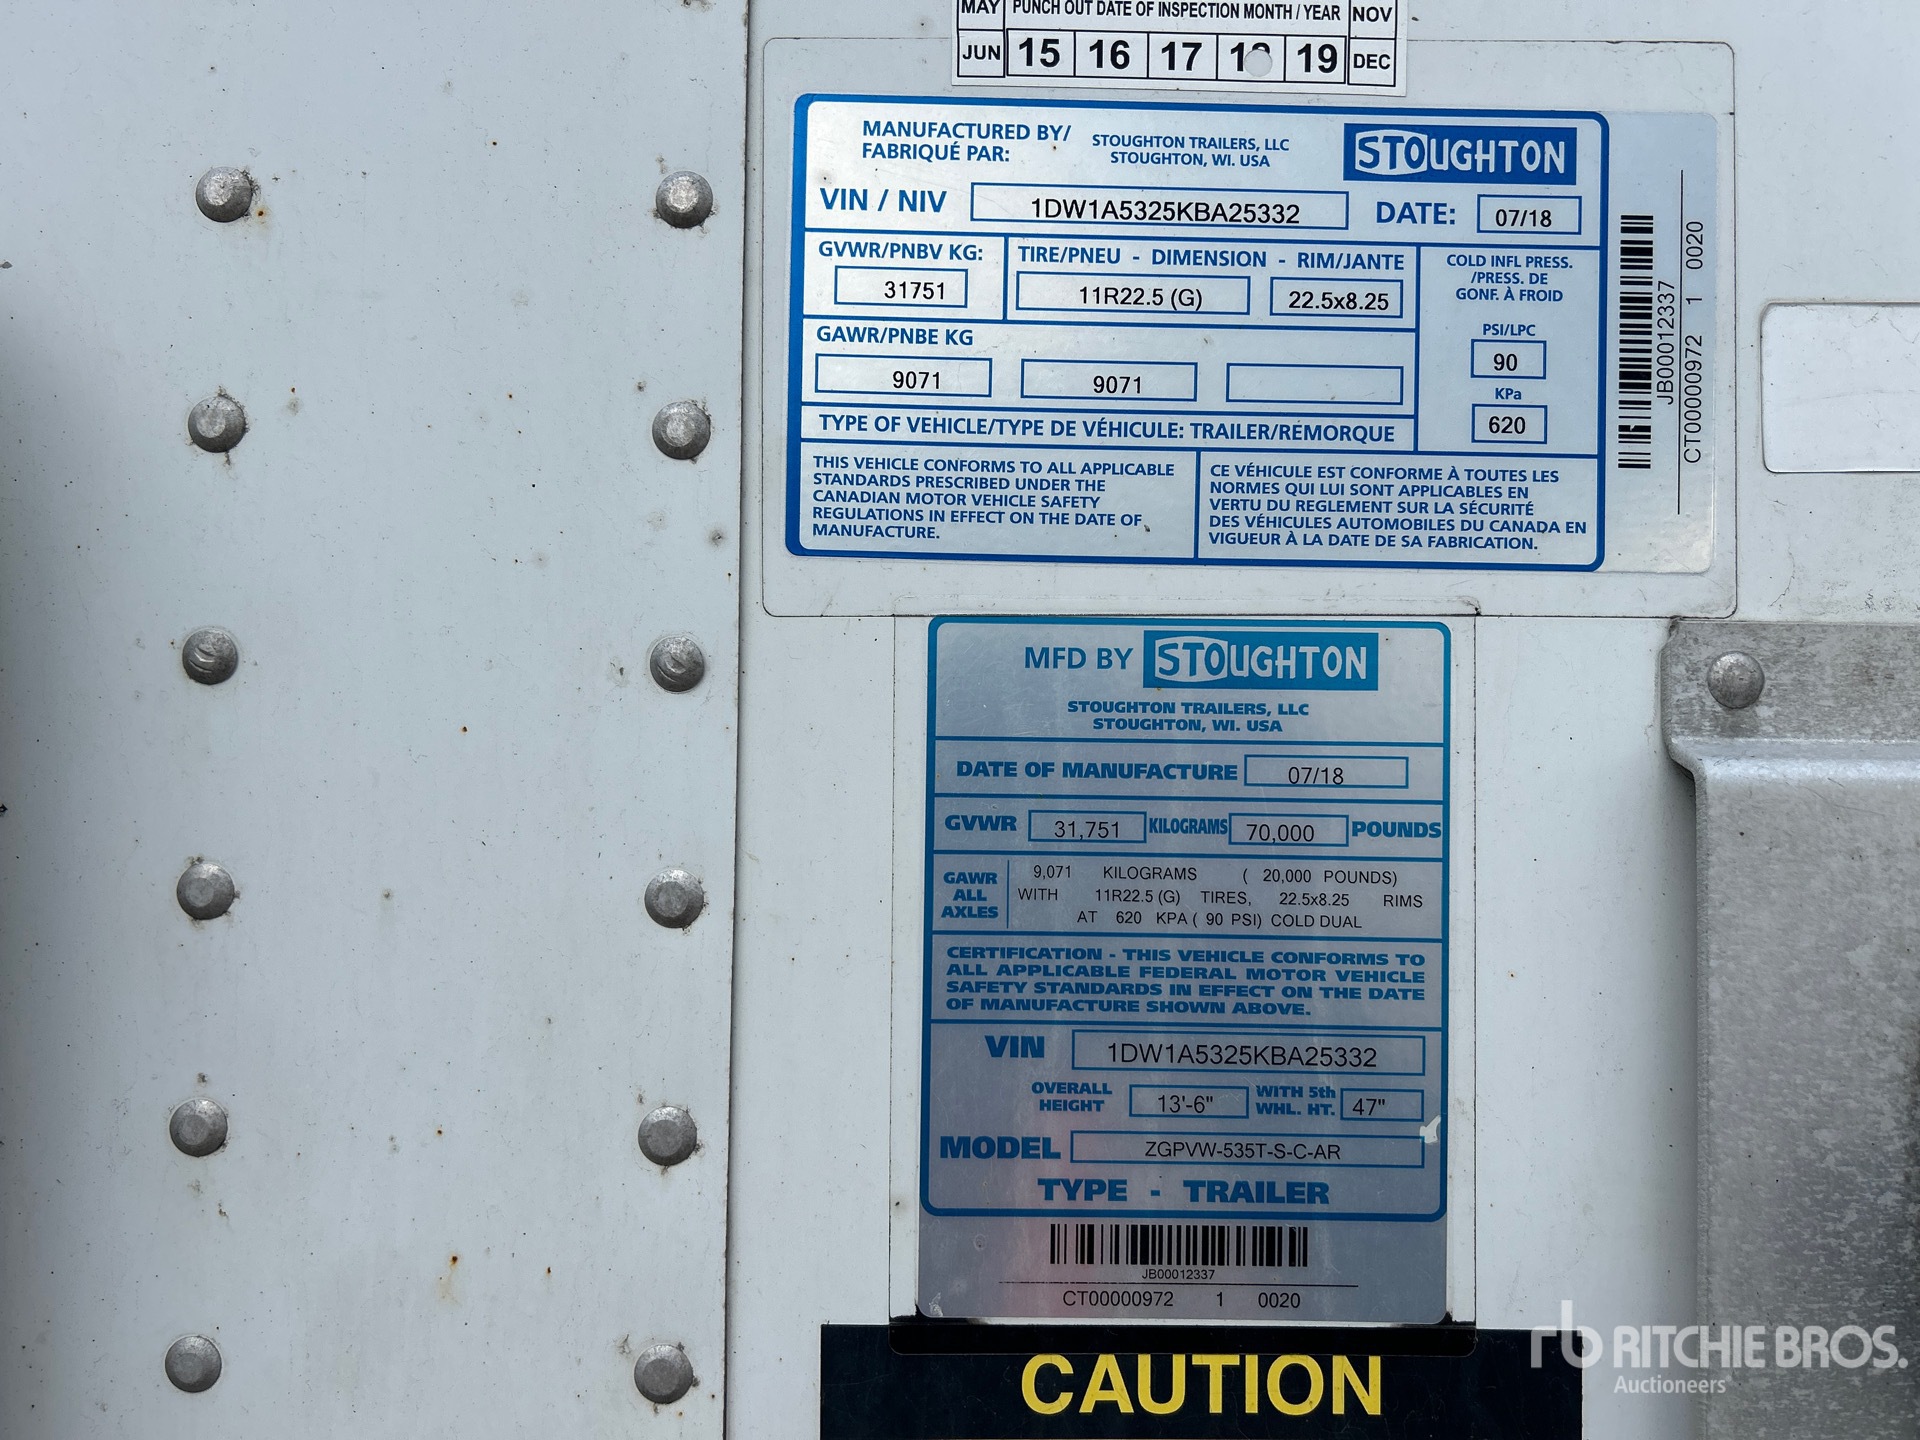 MAY PUNCH OUT DATE OF INSPECTION MONTH / YEAR NOV
JUN 15 16 17 18 19 DEC
MANUFACTURED BY/
FABRIQUÉ PAR:
STOUGHTON TRAILERS, LLC
STOUGHTON, WI. USA
STOUGHTON
VIN / NIV 1DW1A5325KBA25332 DATE: 07/18
GVWR/PNBV KG: TIRE/PNEU - DIMENSION - RIM/JANTE
31751 11R22.5 (G) 22.5x8.25
COLD INFL PRESS.
/PRESS. DE
GONF. À FROID
PSI/LPC
90
KPa
620
GAWR/PNBE KG
9071 9071
TYPE OF VEHICLE/TYPE DE VÉHICULE: TRAILER/REMORQUE
THIS VEHICLE CONFORMS TO ALL APPLICABLE
STANDARDS PRESCRIBED UNDER THE
CANADIAN MOTOR VEHICLE SAFETY
REGULATIONS IN EFFECT ON THE DATE OF
MANUFACTURE.
CE VÉHICULE EST CONFORME À TOUTES LES
NORMES QUI LUI SONT APPLICABLES EN
VERTU DU REGLEMENT SUR LA SÉCURITÉ
DES VÉHICULES AUTOMOBILES DU CANADA EN
VIGUEUR À LA DATE DE SA FABRICATION.
JB00012337
CT00000972 1 0020
MFD BY STOUGHTON
STOUGHTON TRAILERS, LLC
STOUGHTON, WI. USA
DATE OF MANUFACTURE 07/18
GVWR 31,751 KILOGRAMS 70,000 POUNDS
GAWR
ALL
AXLES
9,071 KILOGRAMS ( 20,000 POUNDS)
WITH 11R22.5 (G) TIRES, 22.5x8.25 RIMS
AT 620 KPA ( 90 PSI) COLD DUAL
CERTIFICATION - THIS VEHICLE CONFORMS TO
ALL APPLICABLE FEDERAL MOTOR VEHICLE
SAFETY STANDARDS IN EFFECT ON THE DATE
OF MANUFACTURE SHOWN ABOVE.
VIN 1DW1A5325KBA25332
OVERALL
HEIGHT
13'-6"
WITH 5th
WHL. HT.
47"
MODEL ZGPVW-535T-S-C-AR
TYPE - TRAILER
JB00012337
CT00000972 1 0020
CAUTION
rb RITCHIE BROS.
Auctioneers